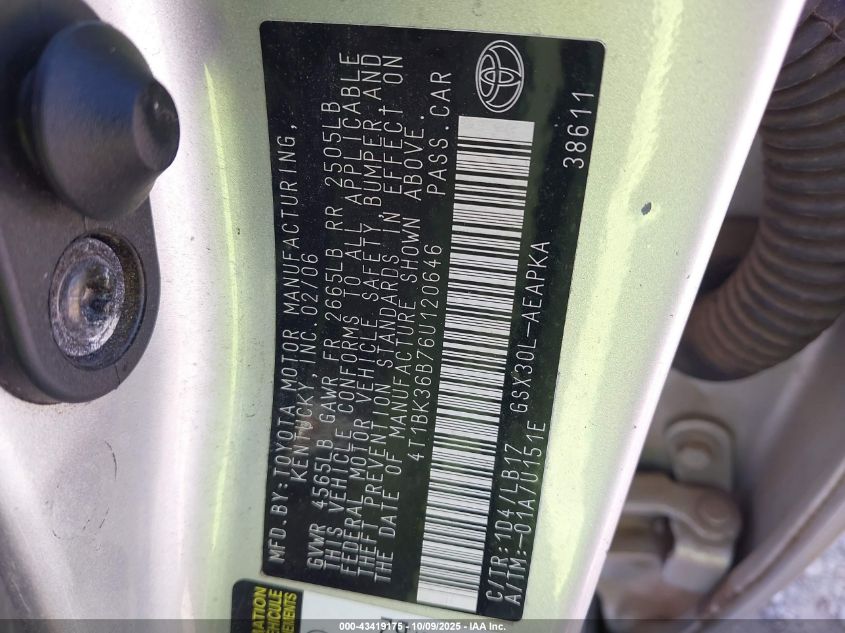 MFD. BY: TOYOTA MOTOR MANUFACTURING,
KENTUCKY, INC. 02/06
GVWR 4565LB GAWR FR 2665LB RR 2505LB
THIS VEHICLE CONFORMS TO ALL APPLICABLE
FEDERAL MOTOR VEHICLE SAFETY, BUMPER, AND
THEFT PREVENTION STANDARDS IN EFFECT ON
THE DATE OF MANUFACTURE SHOWN ABOVE.
4T1BK36B76U120646 PASS.CAR
C/TR:1D4/LB17 GSX30L-AEAPKA
A/TM:-01A/U151E
38611
000-43419175 - 10/09/2025 - IAA Inc.